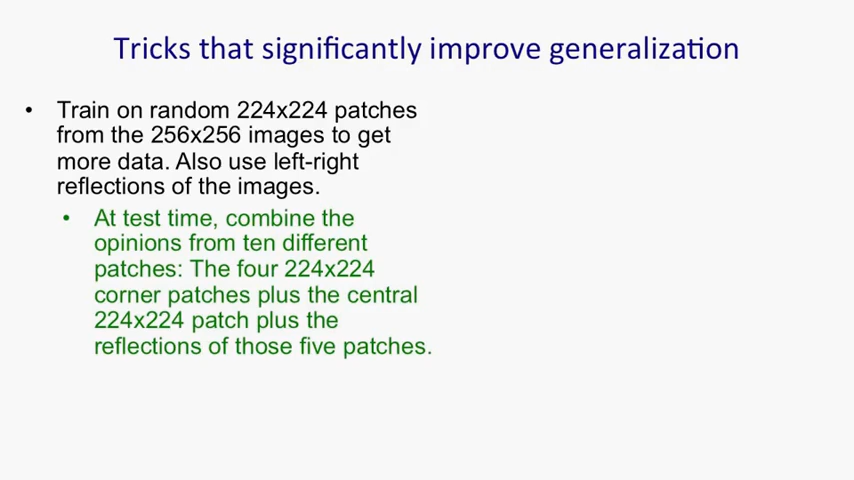 Tricks that significantly improve generalization
• Train on random 224x224 patches
from the 256x256 images to get
more data. Also use left-right
reflections of the images.
• At test time, combine the
opinions from ten different
patches: The four 224x224
corner patches plus the central
224x224 patch plus the
reflections of those five patches.